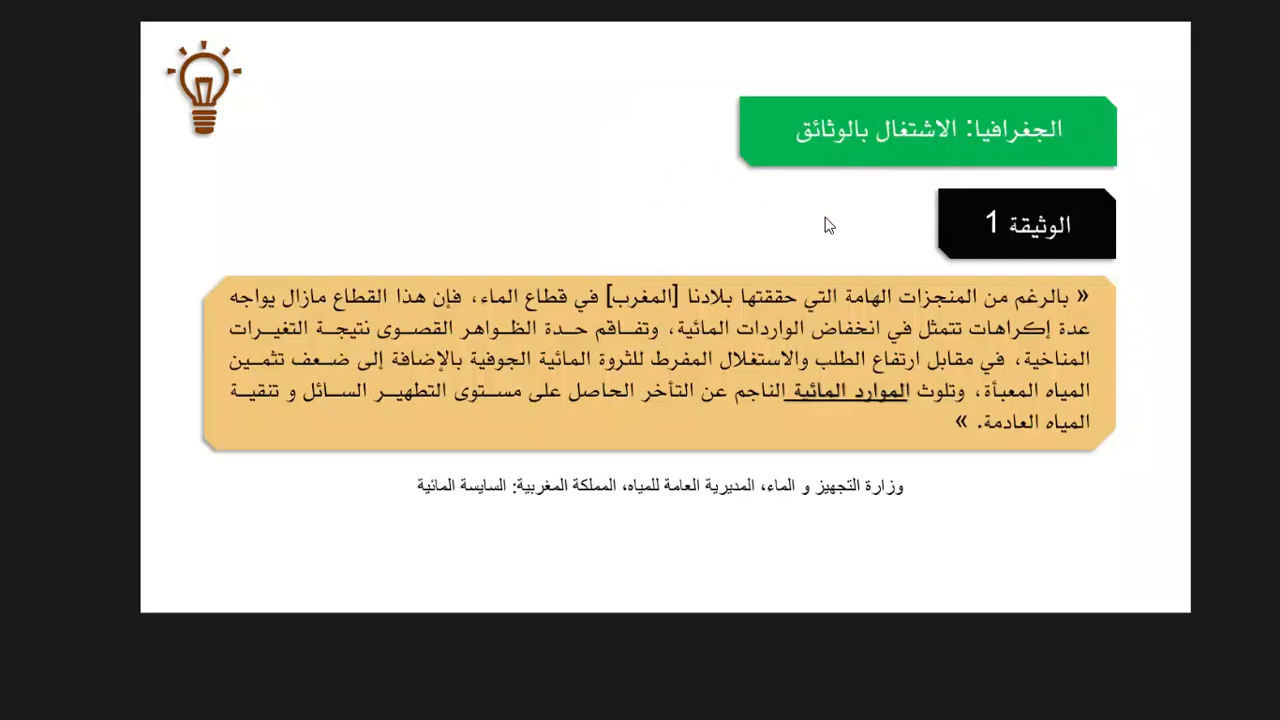 الجغرافيا: الاشتغال بالوثائق
الوثيقة 1
« بالرغم من المنجزات الهامة التي حققتها بلادنا [المغرب] في قطاع الماء، فإن هذا القطاع مازال يواجه
عدة إكراهات تتمثل في انخفاض الواردات المائية، وتفاقم حدة الظواهر القصوى نتيجة التغيرات
المناخية، في مقابل ارتفاع الطلب والاستغلال المفرط للثروة المائية الجوفية بالإضافة إلى ضعف تثمين
المياه المعبأة، وتلوث الموارد المائية الناجم عن التأخر الحاصل على مستوى التطهير السائل و تنقية
المياه العادمة. »
وزارة التجهيز و الماء، المديرية العامة للمياه، المملكة المغربية: السايسة المائية